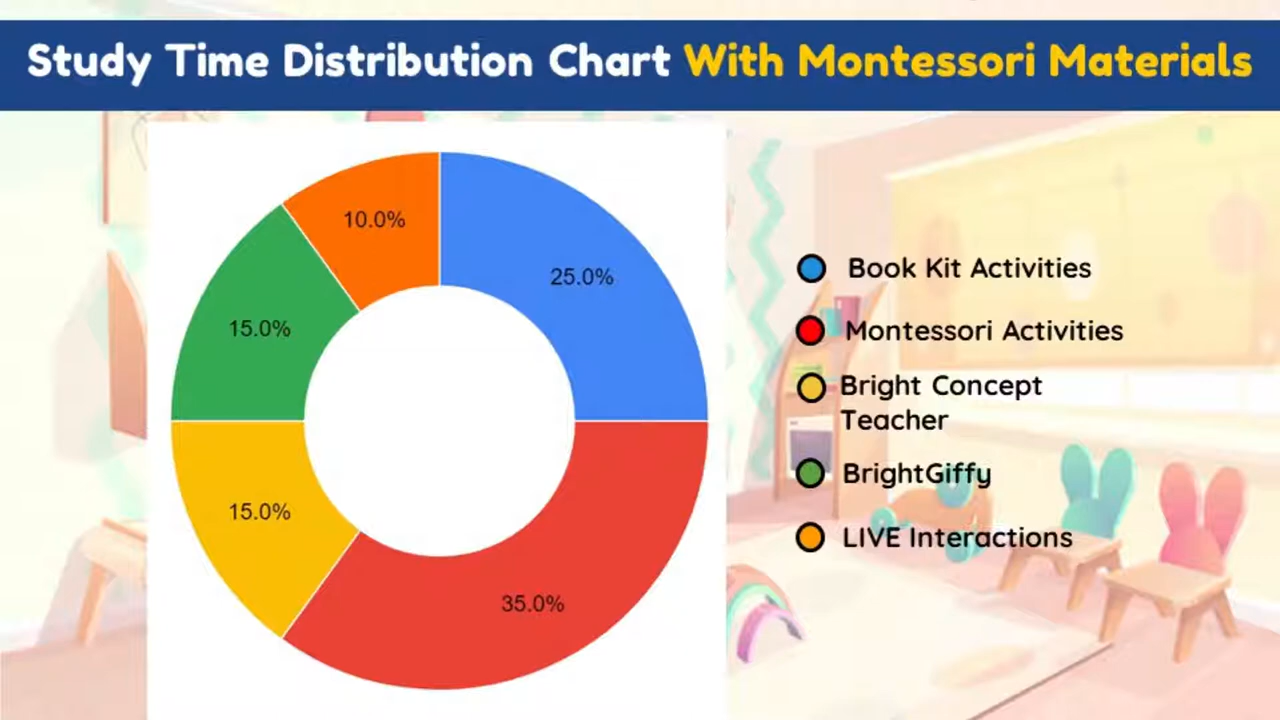 Study Time Distribution Chart With Montessori Materials
10.0%
25.0%
15.0%
15.0%
35.0%
Book Kit Activities
Montessori Activities
Bright Concept
Teacher
BrightGiffy
LIVE Interactions